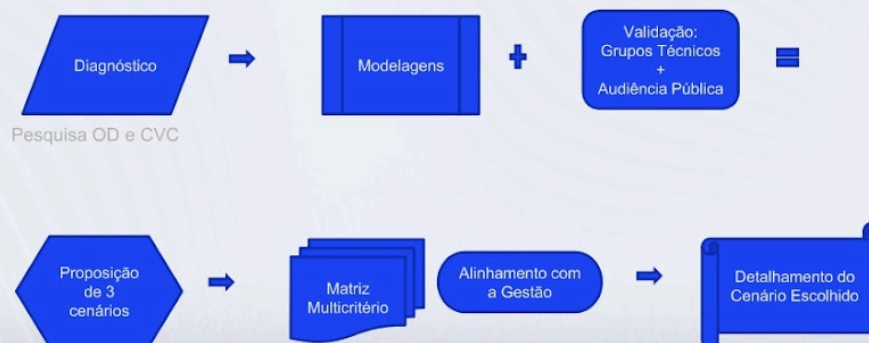 Diagnóstico
Modelagens
Validação:
Grupos Técnicos
+
Audiência Pública
Pesquisa OD e CVC
Proposição
de 3
cenários
Matriz
Multicritério
Alinhamento com
a Gestão
Detalhamento do
Cenário Escolhido